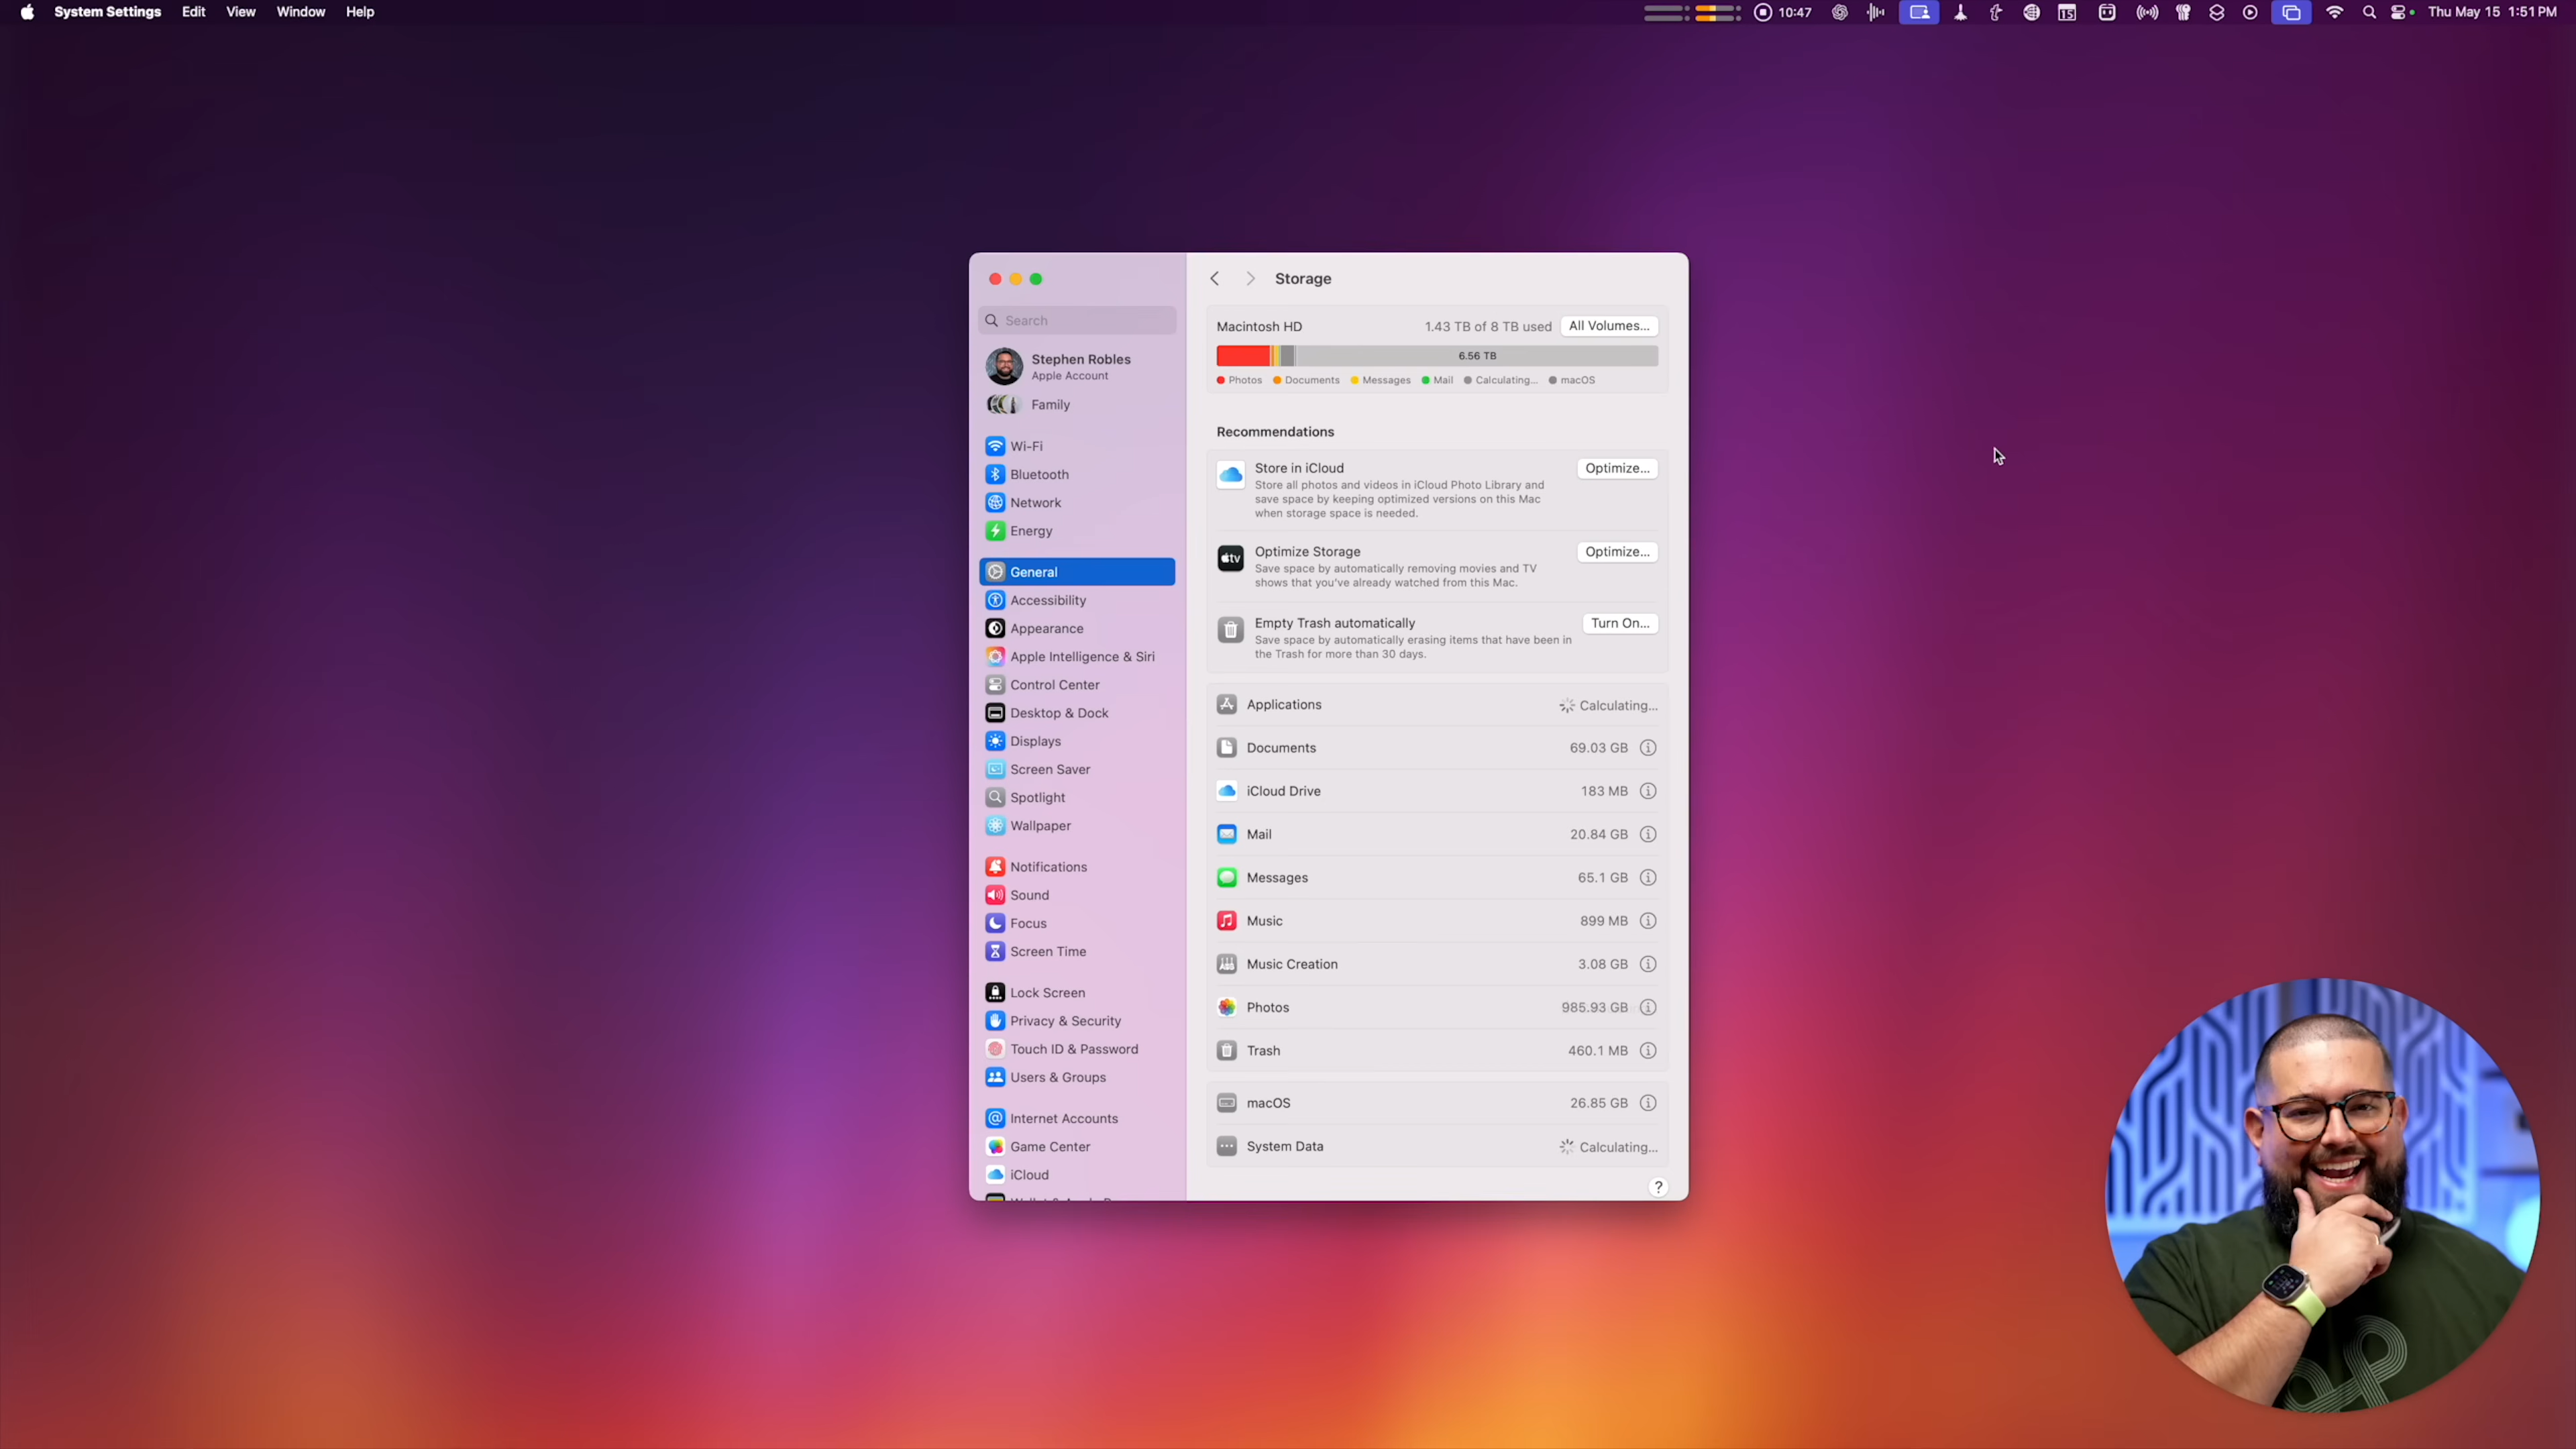 System Settings Edit View Window Help
10:47
15
Thu May 15 1:51 PM
Search
Stephen Robles
Apple Account
Family
Wi-Fi
Bluetooth
Network
Energy
General
Accessibility
Appearance
Apple Intelligence & Siri
Control Center
Desktop & Dock
Displays
Screen Saver
Spotlight
Wallpaper
Notifications
Sound
Focus
Screen Time
Lock Screen
Privacy & Security
Touch ID & Password
Users & Groups
Internet Accounts
Game Center
iCloud
Storage
Macintosh HD 1.43 TB of 8 TB used All Volumes...
6.56 TB
Photos Documents Messages Mail Calculating... macOS
Recommendations
Store in iCloud Optimize...
Store all photos and videos in iCloud Photo Library and
save space by keeping optimized versions on this Mac
when storage space is needed.
tv
Optimize Storage Optimize...
Save space by automatically removing movies and TV
shows that you've already watched from this Mac.
Empty Trash automatically Turn On...
Save space by automatically erasing items that have been in
the Trash for more than 30 days.
Applications Calculating...
Documents 69.03 GB
iCloud Drive 183 MB
Mail 20.84 GB
Messages 65.1 GB
Music 899 MB
Music Creation 3.08 GB
Photos 985.93 GB
Trash 460.1 MB
macOS 26.85 GB
System Data Calculating...
?